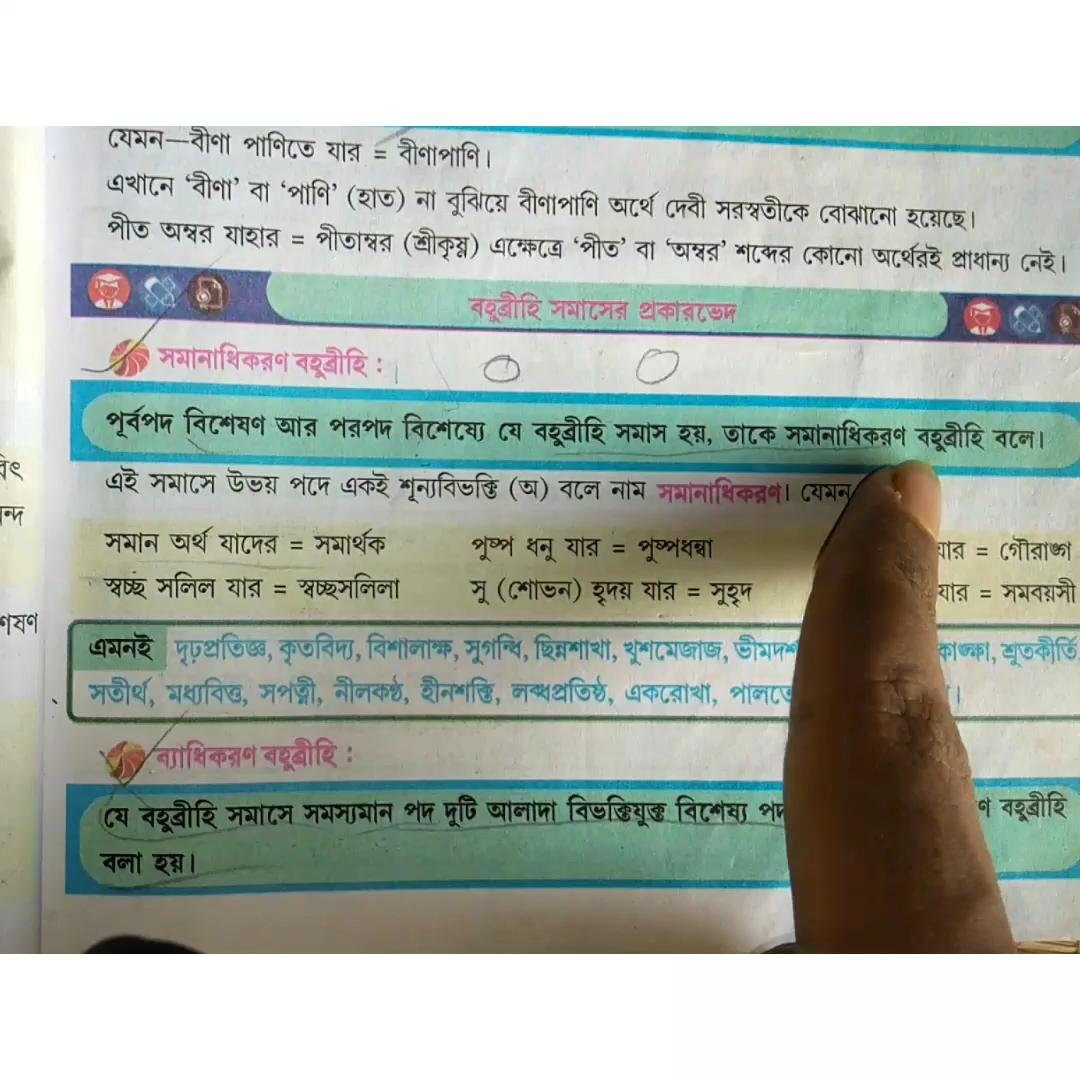 যেমন—বীণা পাণিতে যার = বীণাপাণি।
এখানে ‘বীণা’ বা ‘পাণি’ (হাত) না বুঝিয়ে বীণাপাণি অর্থে দেবী সরস্বতীকে বোঝানো হয়েছে।
পীত অম্বর যাহার = পীতাম্বর (শ্রীকৃষ্ণ) এক্ষেত্রে ‘পীত’ বা ‘অম্বর’ শব্দের কোনো অর্থেরই প্রাধান্য নেই।
বহুব্রীহি সমাসের প্রকারভেদ
সমানাধিকরণ বহুব্রীহি :
পূর্বপদ বিশেষণ আর পরপদ বিশেষ্যে যে বহুব্রীহি সমাস হয়, তাকে সমানাধিকরণ বহুব্রীহি বলে।
এই সমাসে উভয় পদে একই শূন্যবিভক্তি (অ) বলে নাম সমানাধিকরণ। যেমন
সমান অর্থ যাদের = সমার্থক পুষ্প ধনু যার = পুষ্পধন্বা যার = গৌরাঙ্গ
স্বচ্ছ সলিল যার = স্বচ্ছসলিলা সু (শোভন) হৃদয় যার = সুহৃদ যার = সমবয়সী
এমনই দৃঢ়প্রতিজ্ঞ, কৃতবিদ্য, বিশালাক্ষ, সুগন্ধি, ছিন্নশাখা, খুশমেজাজ, শ্রুতকীর্তি
সতীর্থ, মধ্যবিত্ত, সপত্নী, নীলকণ্ঠ, হীনশক্তি, লব্ধপ্রতিষ্ঠ, একরোখা,
ব্যাধিকরণ বহুব্রীহি :
যে বহুব্রীহি সমাসে সমস্যমান পদ দুটি আলাদা বিভক্তিযুক্ত বিশেষ্য বহুব্রীহি
বলা হয়।